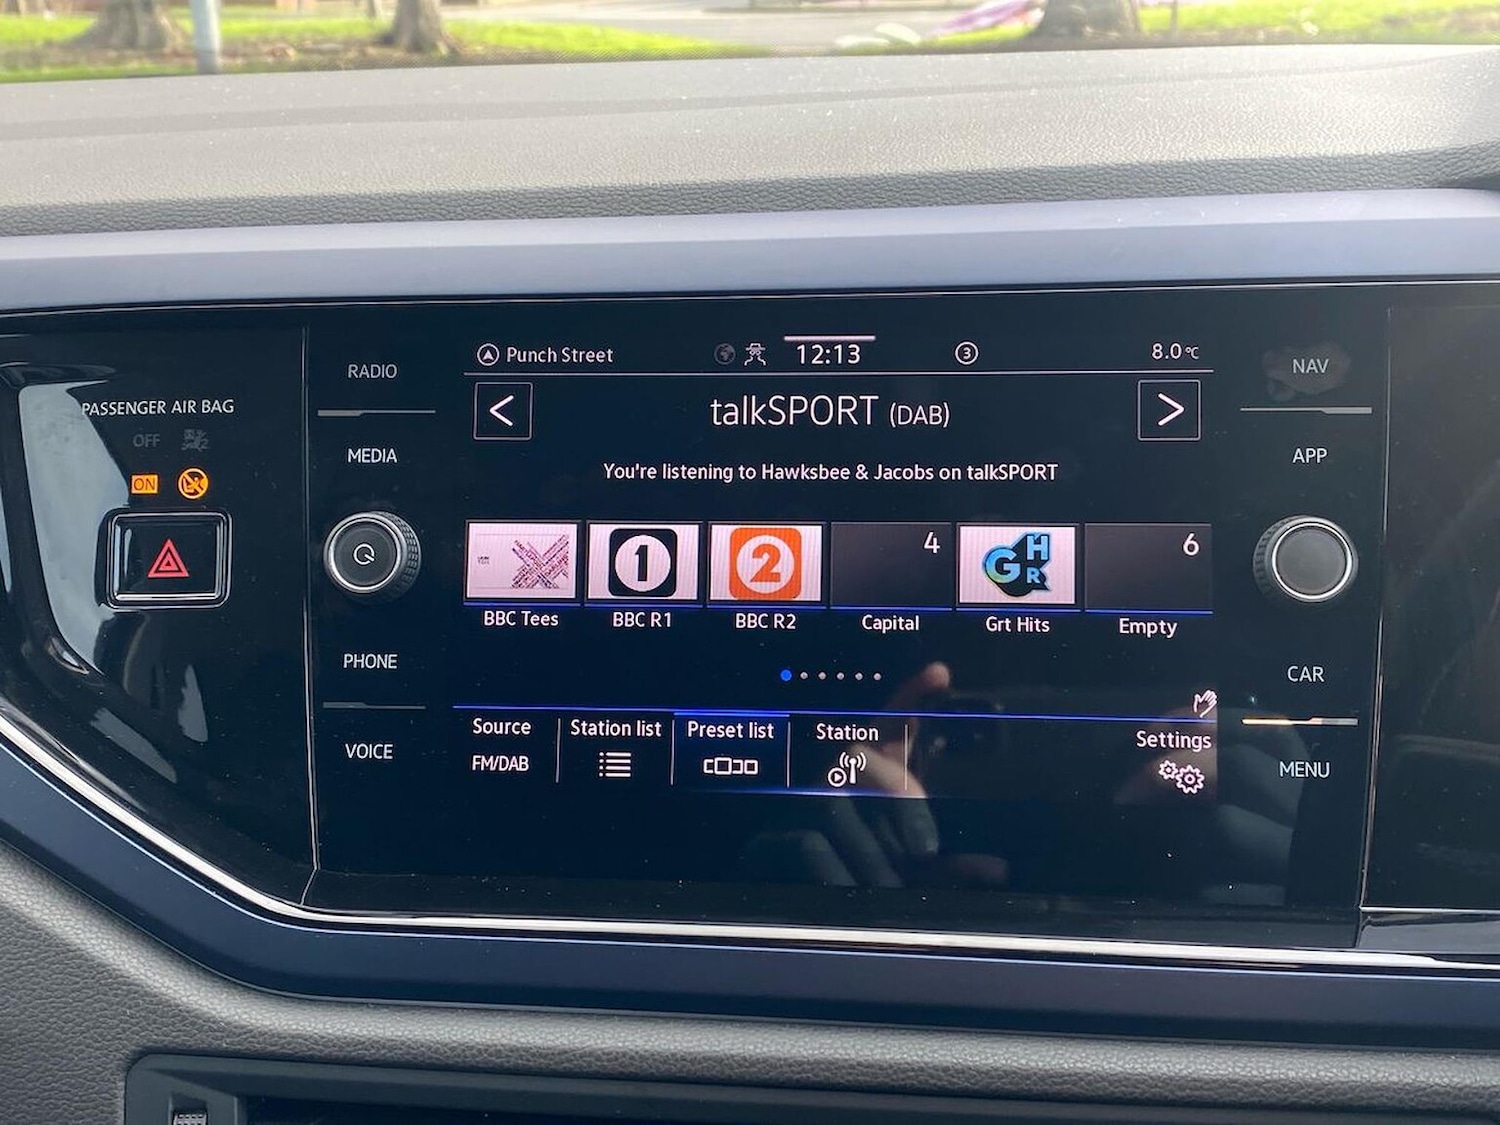 Punch Street
12:13
3
8.0°C
talkSPORT (DAB)
You're listening to Hawksbee & Jacobs on talkSPORT
1
2
4
GHR
6
BBC Tees
BBC R1
BBC R2
Capital
Grt Hits
Empty
Source
FM/DAB
Station list
Preset list
Station
Settings
RADIO
MEDIA
PHONE
VOICE
NAV
APP
CAR
MENU
PASSENGER AIR BAG
OFF
ON